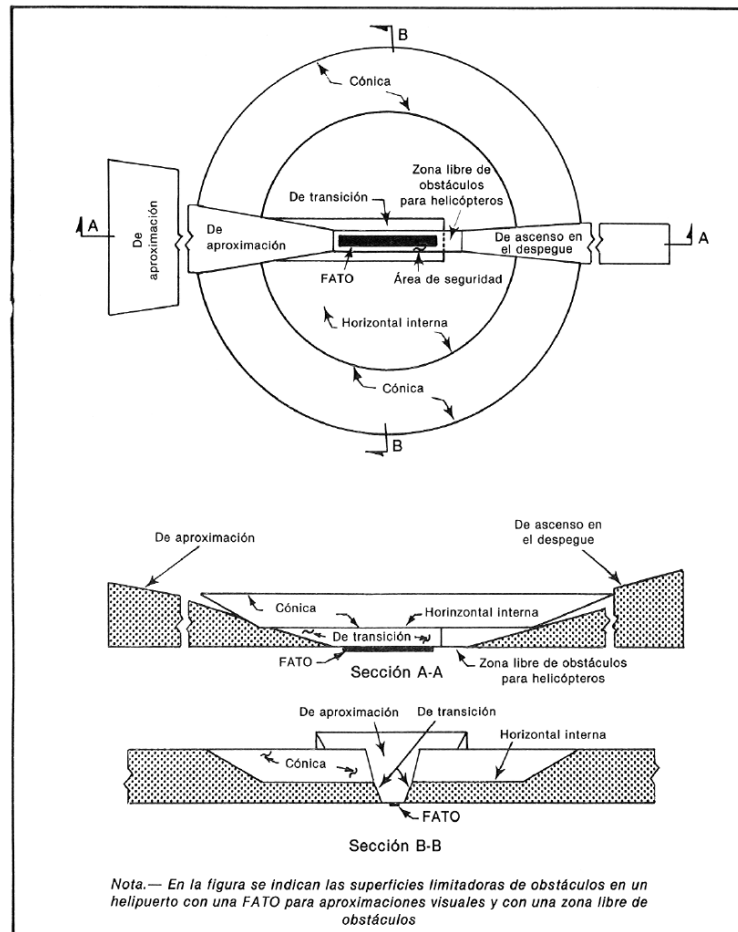 B
Cónica
Zona libre de
obstáculos
para helicópteros
De transición
A
De
aproximación
De
aproximación
De ascenso en
el despegue
A
FATO
Área de seguridad
Horizontal interna
Cónica
B
De aproximación
De ascenso en
el despegue
Cónica
Horinzontal interna
De transición
FATO
Zona libre de obstáculos
para helicópteros
Sección A-A
De aproximación
De transición
Horizontal interna
Cónica
FATO
Sección B-B
Nota.— En la figura se indican las superficies limitadoras de obstáculos en un
helipuerto con una FATO para aproximaciones visuales y con una zona libre de
obstáculos